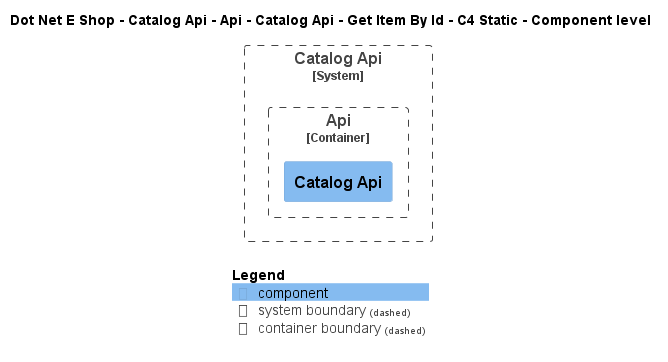 Dot Net E Shop - Catalog Api - Api - Catalog Api - Get Item By Id - C4 Static - Component level
Catalog Api
[System]
Api
[Container]
Catalog Api
Legend
component
system boundary (dashed)
container boundary (dashed)